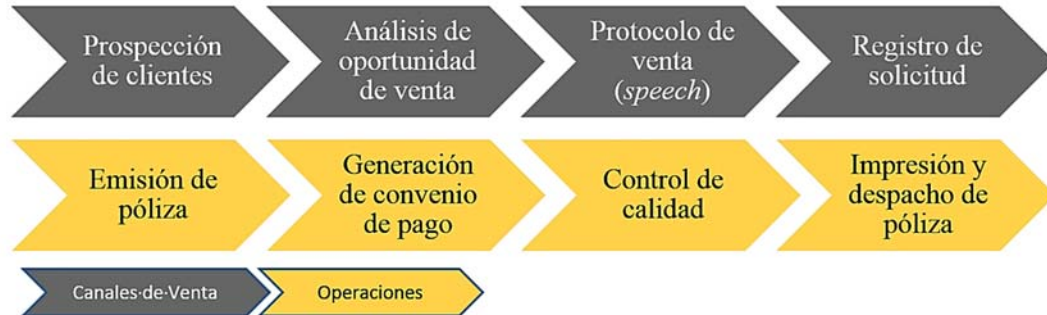 Prospección
de clientes
Análisis de
oportunidad
de venta
Protocolo de
venta
(speech)
Registro de
solicitud
Emisión de
póliza
Generación
de convenio
de pago
Control de
calidad
Impresión y
despacho de
póliza
Canales·de·Venta
Operaciones